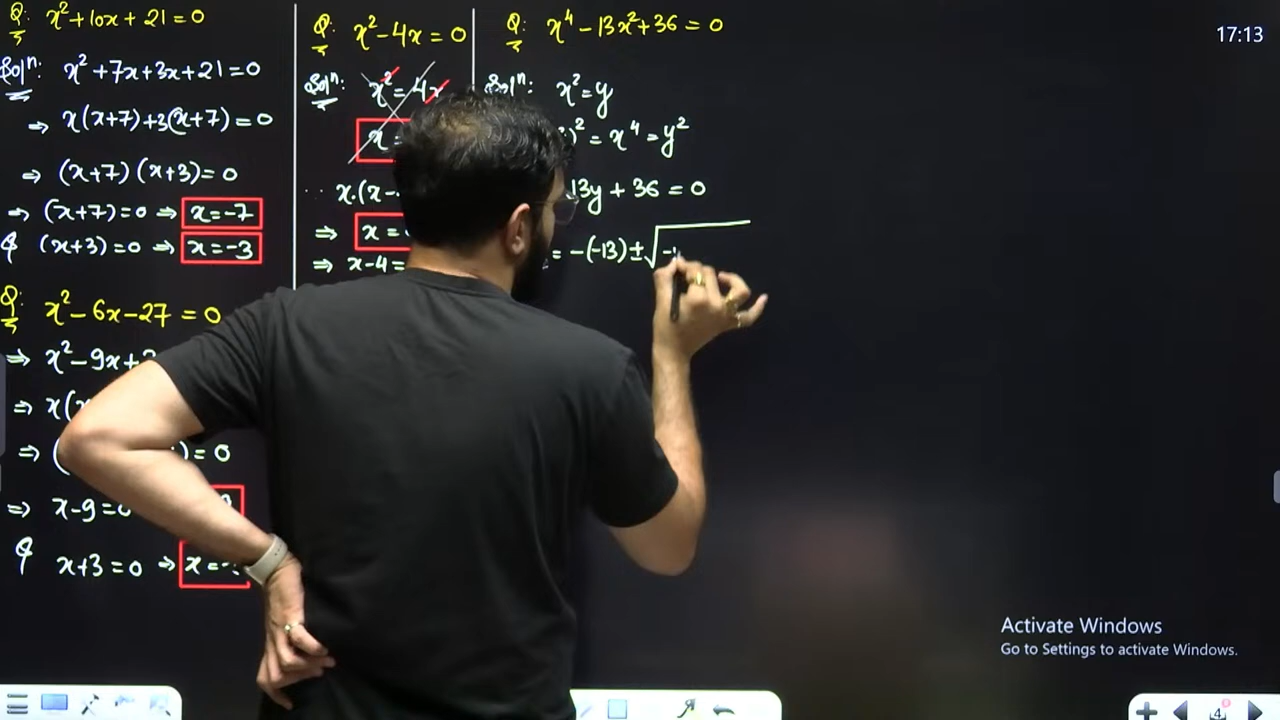 Q: x²+10x+21=0
Solⁿ: x²+7x+3x+21=0
⇒ x(x+7)+3(x+7)=0
⇒ (x+7)(x+3)=0
⇒ (x+7)=0 ⇒ x=-7
& (x+3)=0 ⇒ x=-3
Q: x²-6x-27=0
⇒ x²-9x+
⇒ x(
⇒ ( )=0
⇒ x-9=0
& x+3=0 ⇒ x=-
Q: x²-4x=0
Solⁿ: x²=4x
x=
x.(x-
⇒ x=
⇒ x-4=
Q: x⁴-13x²+36=0
Solⁿ: x²=y
)²=x⁴=y²
13y+36=0
= -(-13)±√-
17:13
Activate Windows
Go to Settings to activate Windows.
4